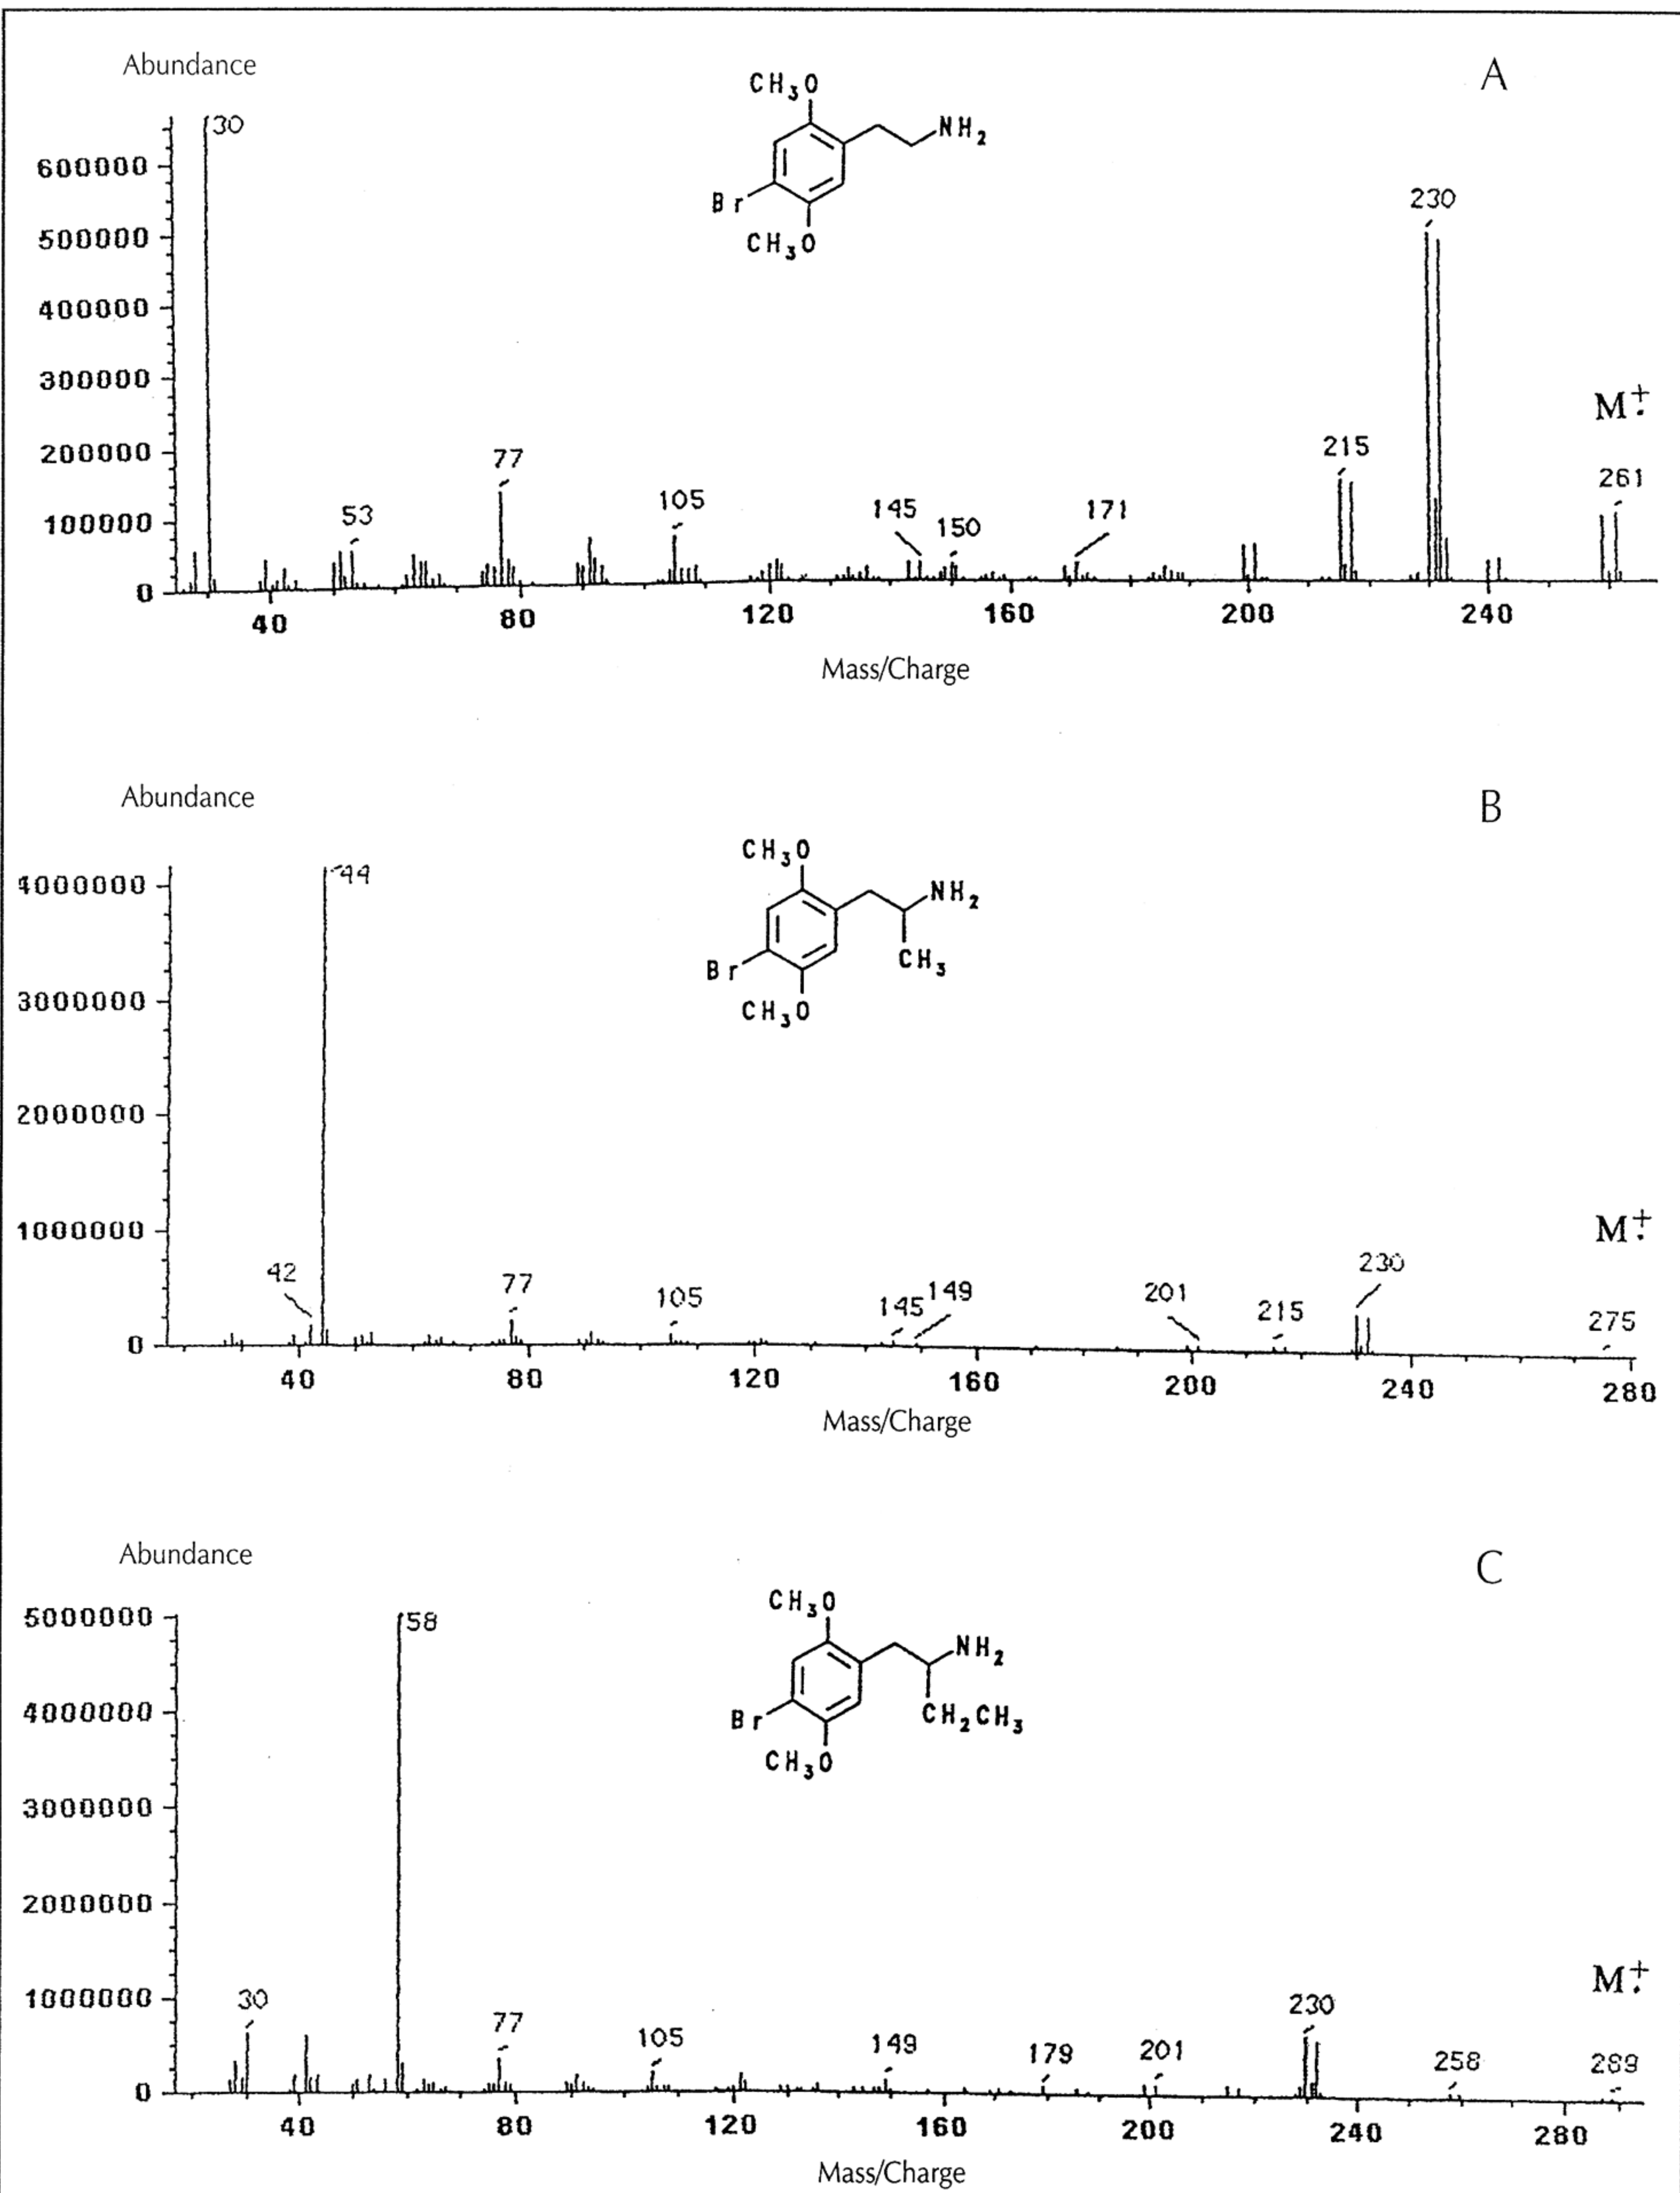 Abundance
A
CH3O
NH2
Br
CH3O
30
600000
500000
400000
300000
200000
100000
0
53
77
105
145
150
171
215
230
M+.
261
40 80 120 160 200 240
Mass/Charge
Abundance
B
CH3O
NH2
CH3
Br
CH3O
44
4000000
3000000
2000000
1000000
0
42
77
105
145
149
201
215
230
M+.
275
40 80 120 160 200 240 280
Mass/Charge
Abundance
C
CH3O
NH2
CH2CH3
Br
CH3O
58
5000000
4000000
3000000
2000000
1000000
0
30
77
105
149
179
201
230
258
M+.
289
40 80 120 160 200 240 280
Mass/Charge